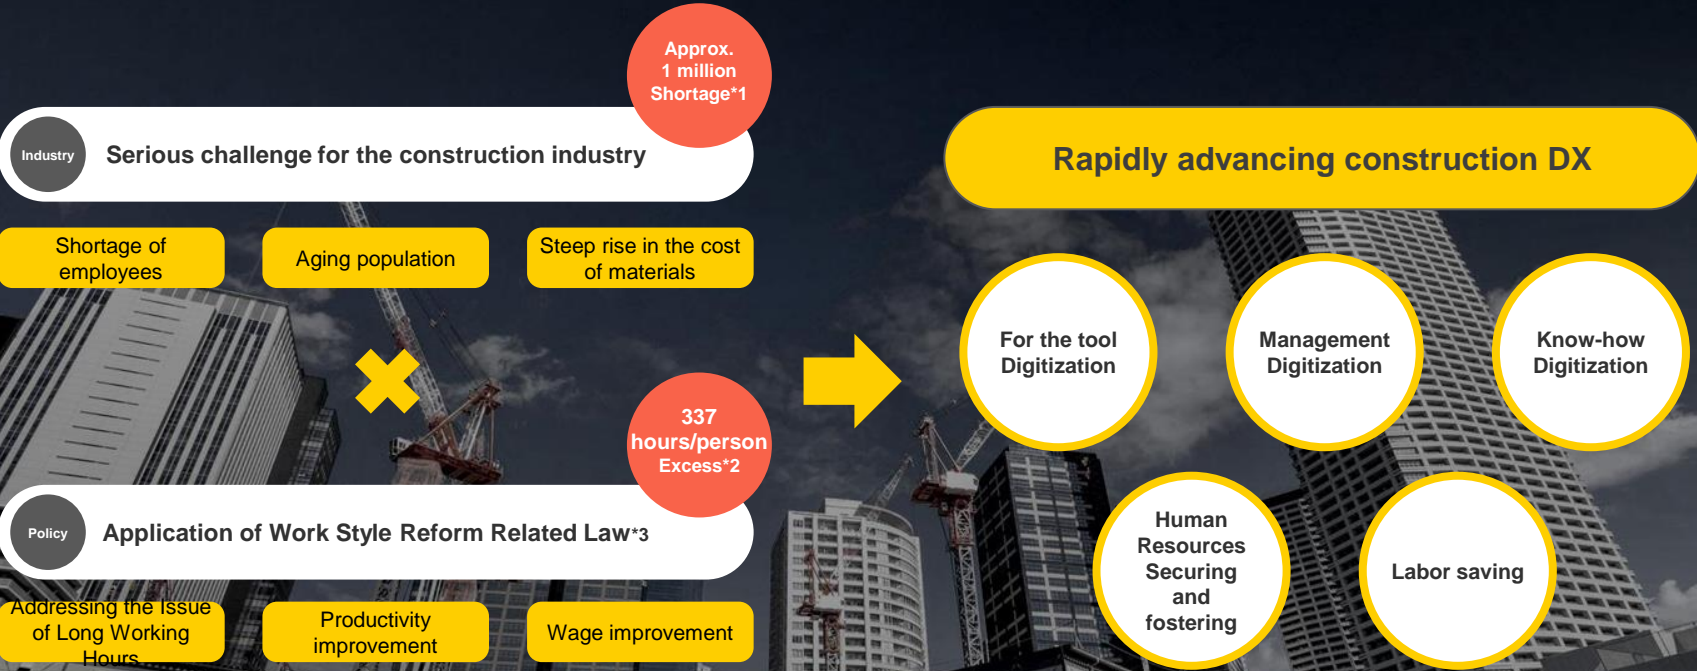 Approx.
1 million
Shortage*1
Industry
Serious challenge for the construction industry
Shortage of
employees
Aging population
Steep rise in the cost
of materials
337
hours/person
Excess*2
Policy
Application of Work Style Reform Related Law*3
Addressing the Issue
of Long Working
Hours
Productivity
improvement
Wage improvement
Rapidly advancing construction DX
For the tool
Digitization
Management
Digitization
Know-how
Digitization
Human
Resources
Securing
and
fostering
Labor saving